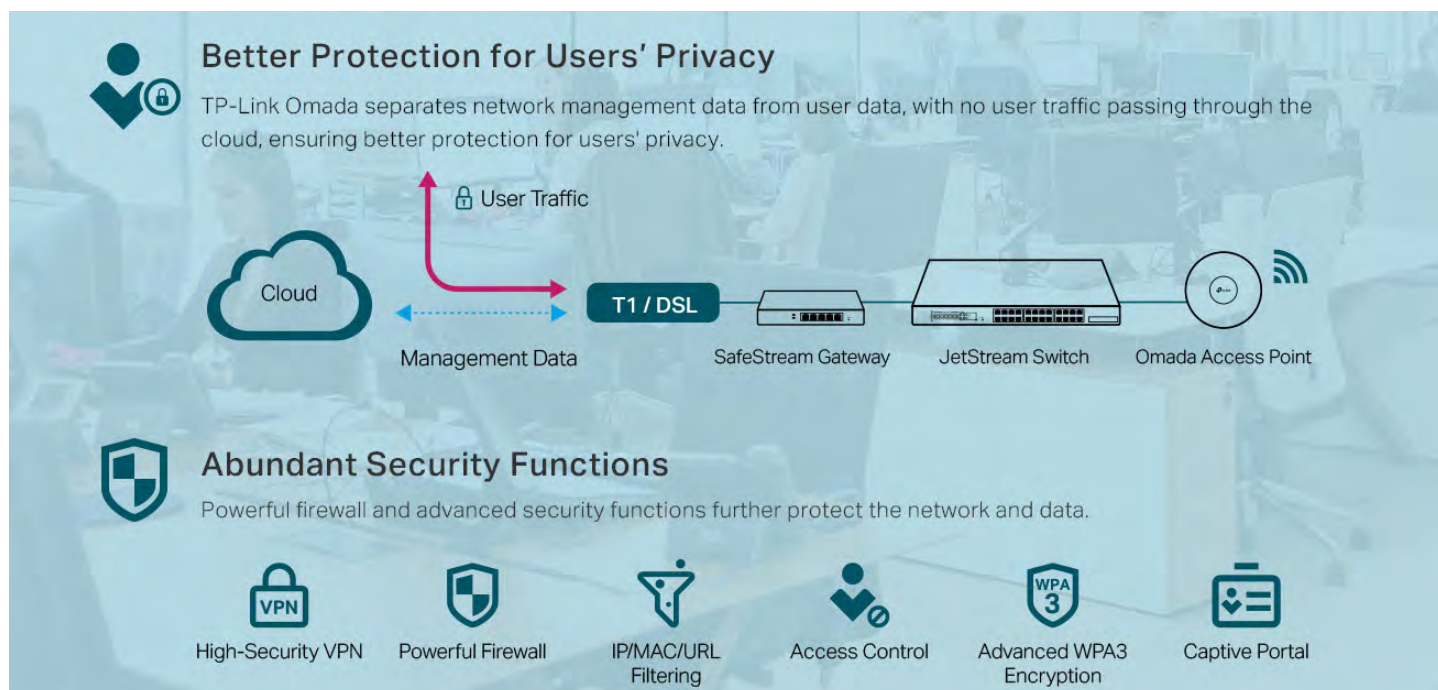 Better Protection for Users' Privacy
TP-Link Omada separates network management data from user data, with no user traffic passing through the
cloud, ensuring better protection for users' privacy.
User Traffic
Cloud
T1 / DSL
Management Data
SafeStream Gateway
JetStream Switch
Omada Access Point
Abundant Security Functions
Powerful firewall and advanced security functions further protect the network and data.
VPN
WPA
3
High-Security VPN
Powerful Firewall
IP/MAC/URL
Filtering
Access Control
Advanced WPA3
Encryption
Captive Portal